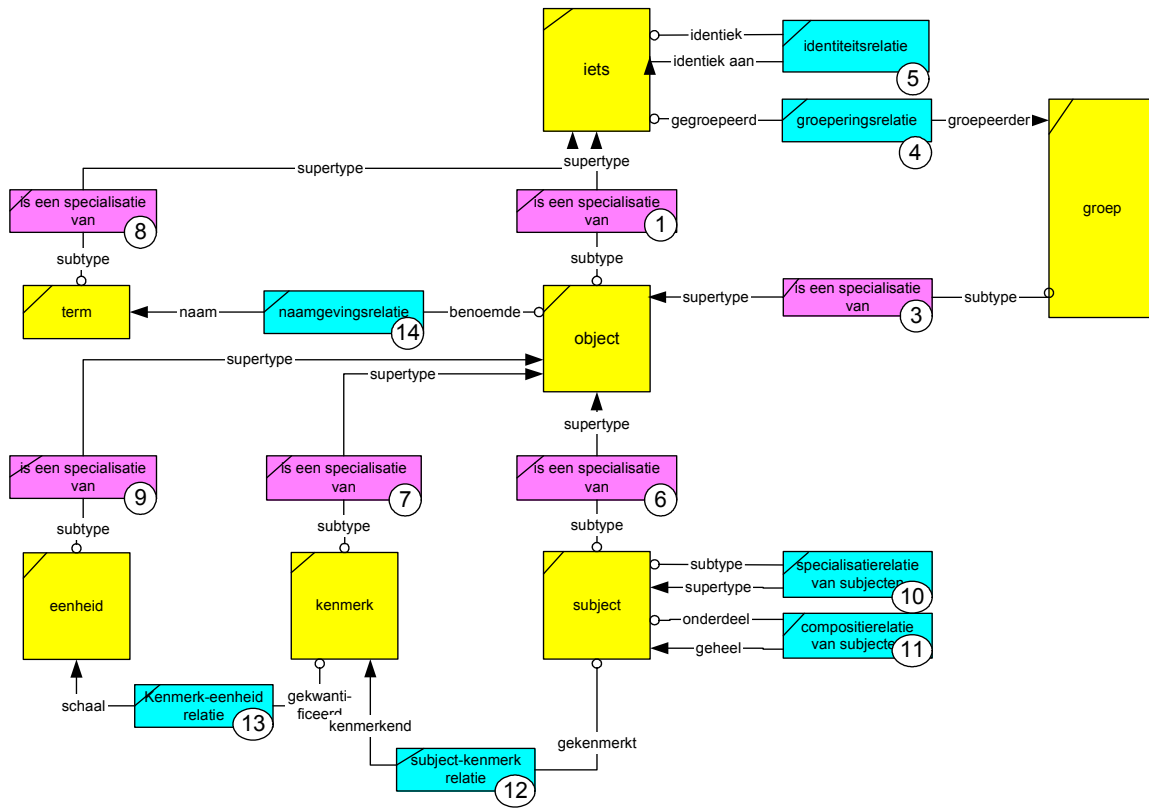 identiek
identiteitsrelatie
identiek aan
5
iets
gegroepeerd
groeperingsrelatie
groepeerder
4
supertype
supertype
is een specialisatie
van
8
is een specialisatie
van
1
groep
subtype
subtype
term
naam
naamgevingsrelatie
14
benoemde
object
supertype
is een specialisatie
van
3
subtype
supertype
supertype
supertype
is een specialisatie
van
9
is een specialisatie
van
7
is een specialisatie
van
6
subtype
subtype
subtype
eenheid
kenmerk
subject
subtype
supertype
specialisatierelatie
van subjecten
10
onderdeel
geheel
compositierelatie
van subjecten
11
schaal
Kenmerk-eenheid
relatie
13
gekwanti-
ficeerd
kenmerkend
subject-kenmerk
relatie
12
gekenmerkt